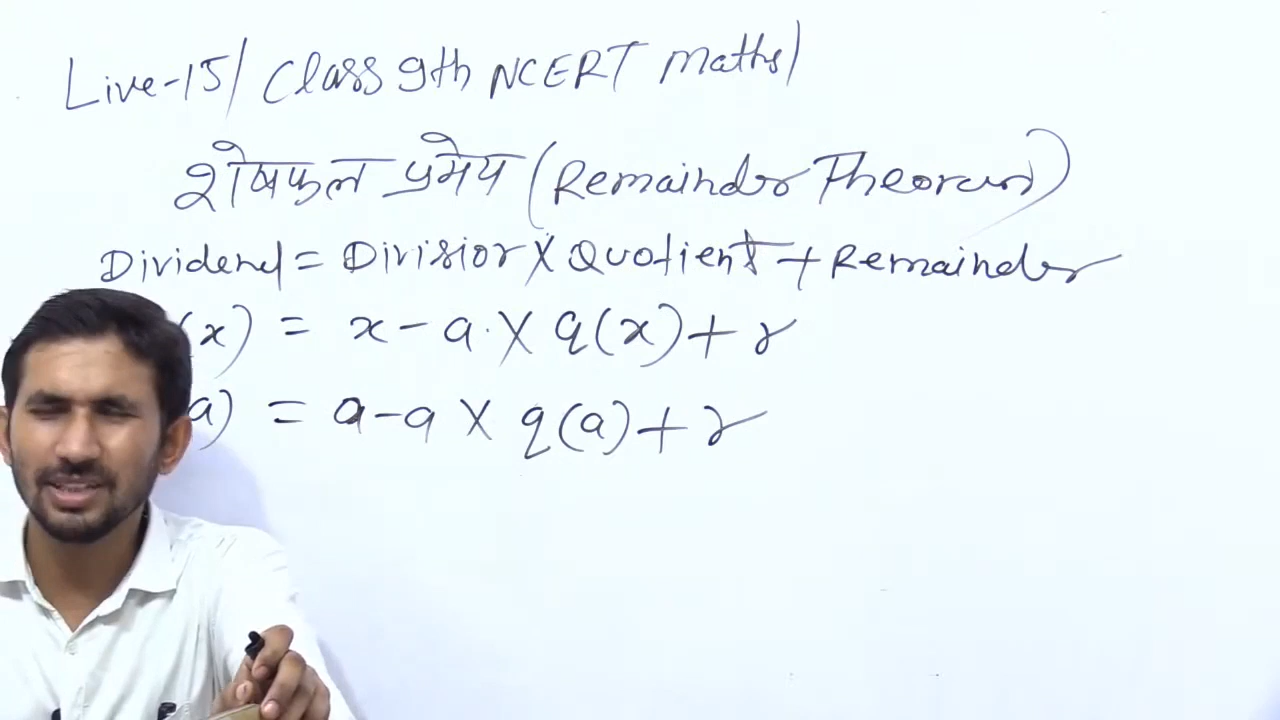 Live-15/ Class 9th NCERT Maths/
शेषफल प्रमेय (Remainder Theorem)
Dividend = Divisior X Quotient + Remainder
(x) = x - a . X q(x) + r
a) = a - a X q(a) + r